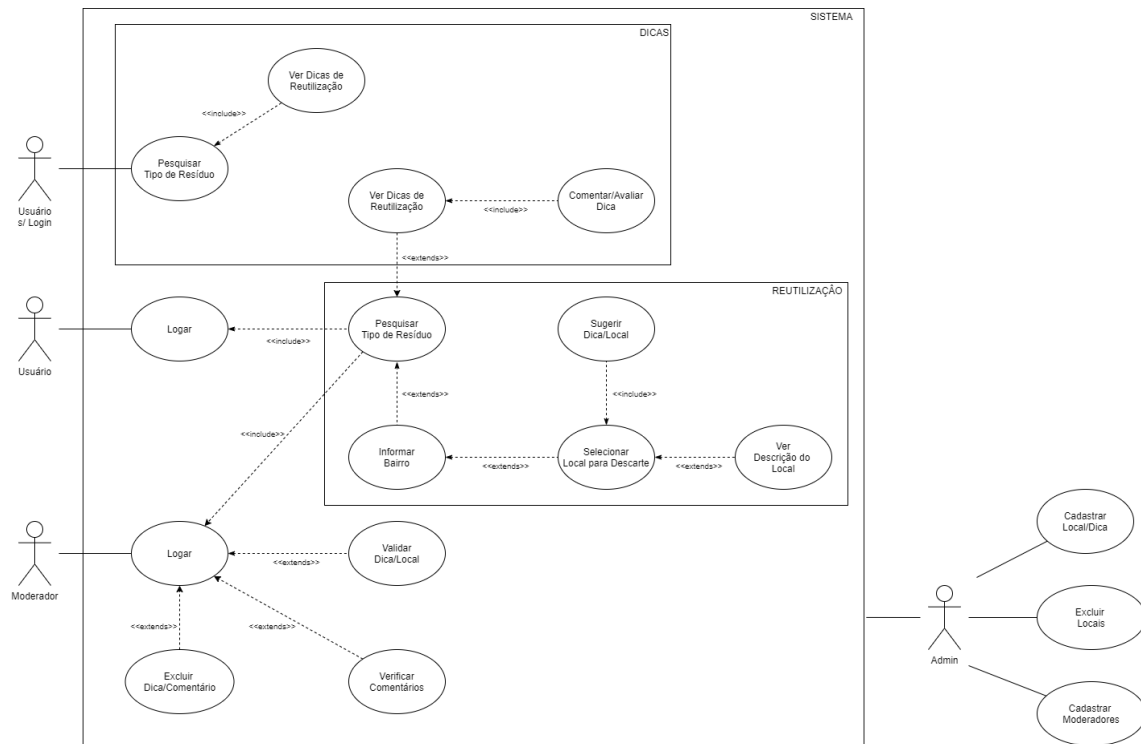 SISTEMA
DICAS
Ver Dicas de
Reutilização
<<include>>
Pesquisar
Tipo de Resíduo
Usuário
s/ Login
Ver Dicas de
Reutilização
<<include>>
Comentar/Avaliar
Dica
<<extends>>
REUTILIZAÇÃO
Usuário
Logar
<<include>>
Pesquisar
Tipo de Resíduo
Sugerir
Dica/Local
<<extends>>
<<include>>
<<include>>
Informar
Bairro
<<extends>>
Selecionar
Local para Descarte
<<extends>>
Ver
Descrição do
Local
Moderador
Logar
<<extends>>
Validar
Dica/Local
<<extends>>
<<extends>>
Excluir
Dica/Comentário
Verificar
Comentários
Admin
Cadastrar
Local/Dica
Excluir
Locais
Cadastrar
Moderadores